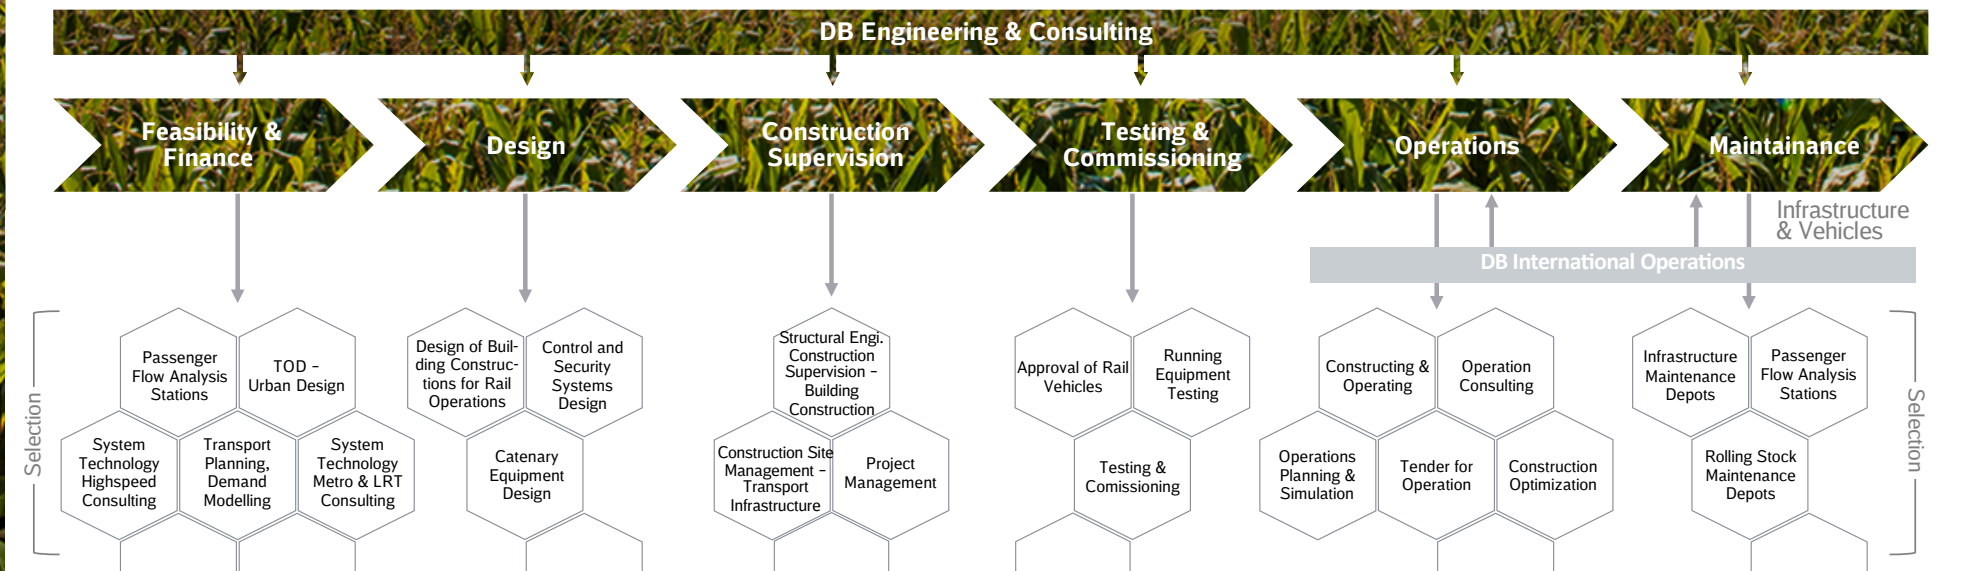 DB Engineering & Consulting
Feasibility &
Finance
Design
Construction
Supervision
Testing &
Commissioning
Operations
Maintainance
Infrastructure
& Vehicles
DB International Operations
Selection
Passenger
Flow Analysis
Stations
TOD –
Urban Design
System
Technology
Highspeed
Consulting
Transport
Planning,
Demand
Modelling
System
Technology
Metro & LRT
Consulting
Design of Buil-
ding Construc-
tions for Rail
Operations
Control and
Security
Systems
Design
Catenary
Equipment
Design
Structural Engi.
Construction
Supervision –
Building
Construction
Construction Site
Management –
Transport
Infrastructure
Project
Management
Approval of Rail
Vehicles
Running
Equipment
Testing
Testing &
Comissioning
Constructing &
Operating
Operation
Consulting
Operations
Planning &
Simulation
Tender for
Operation
Construction
Optimization
Infrastructure
Maintenance
Depots
Passenger
Flow Analysis
Stations
Rolling Stock
Maintenance
Depots
Selection